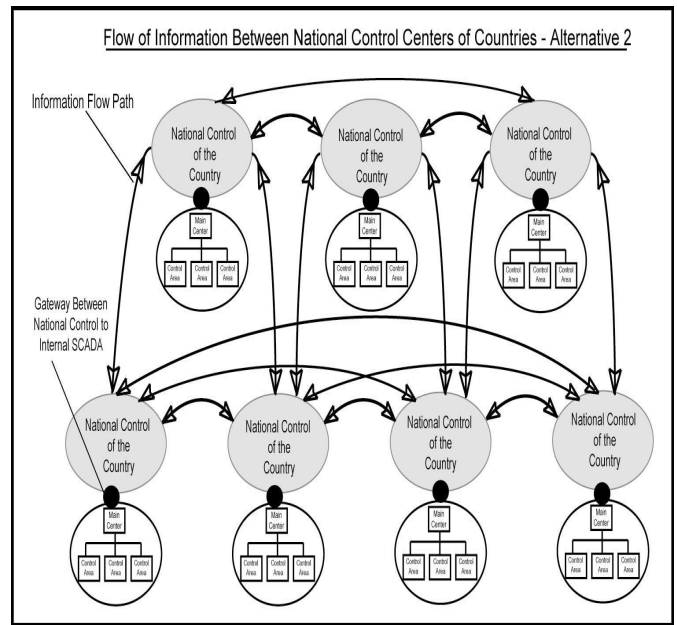 Flow of Information Between National Control Centers of Countries - Alternative 2
Information Flow Path
National Control
of the
Country
National Control
of the
Country
National Control
of the
Country
Main
Center
Control
Area
Control
Area
Control
Area
Main
Center
Control
Area
Control
Area
Control
Area
Main
Center
Control
Area
Control
Area
Control
Area
Gateway Between
National Control to
Internal SCADA
National Control
of the
Country
National Control
of the
Country
National Control
of the
Country
National Control
of the
Country
Main
Center
Control
Area
Control
Area
Control
Area
Main
Center
Control
Area
Control
Area
Control
Area
Main
Center
Control
Area
Control
Area
Control
Area
Main
Center
Control
Area
Control
Area
Control
Area